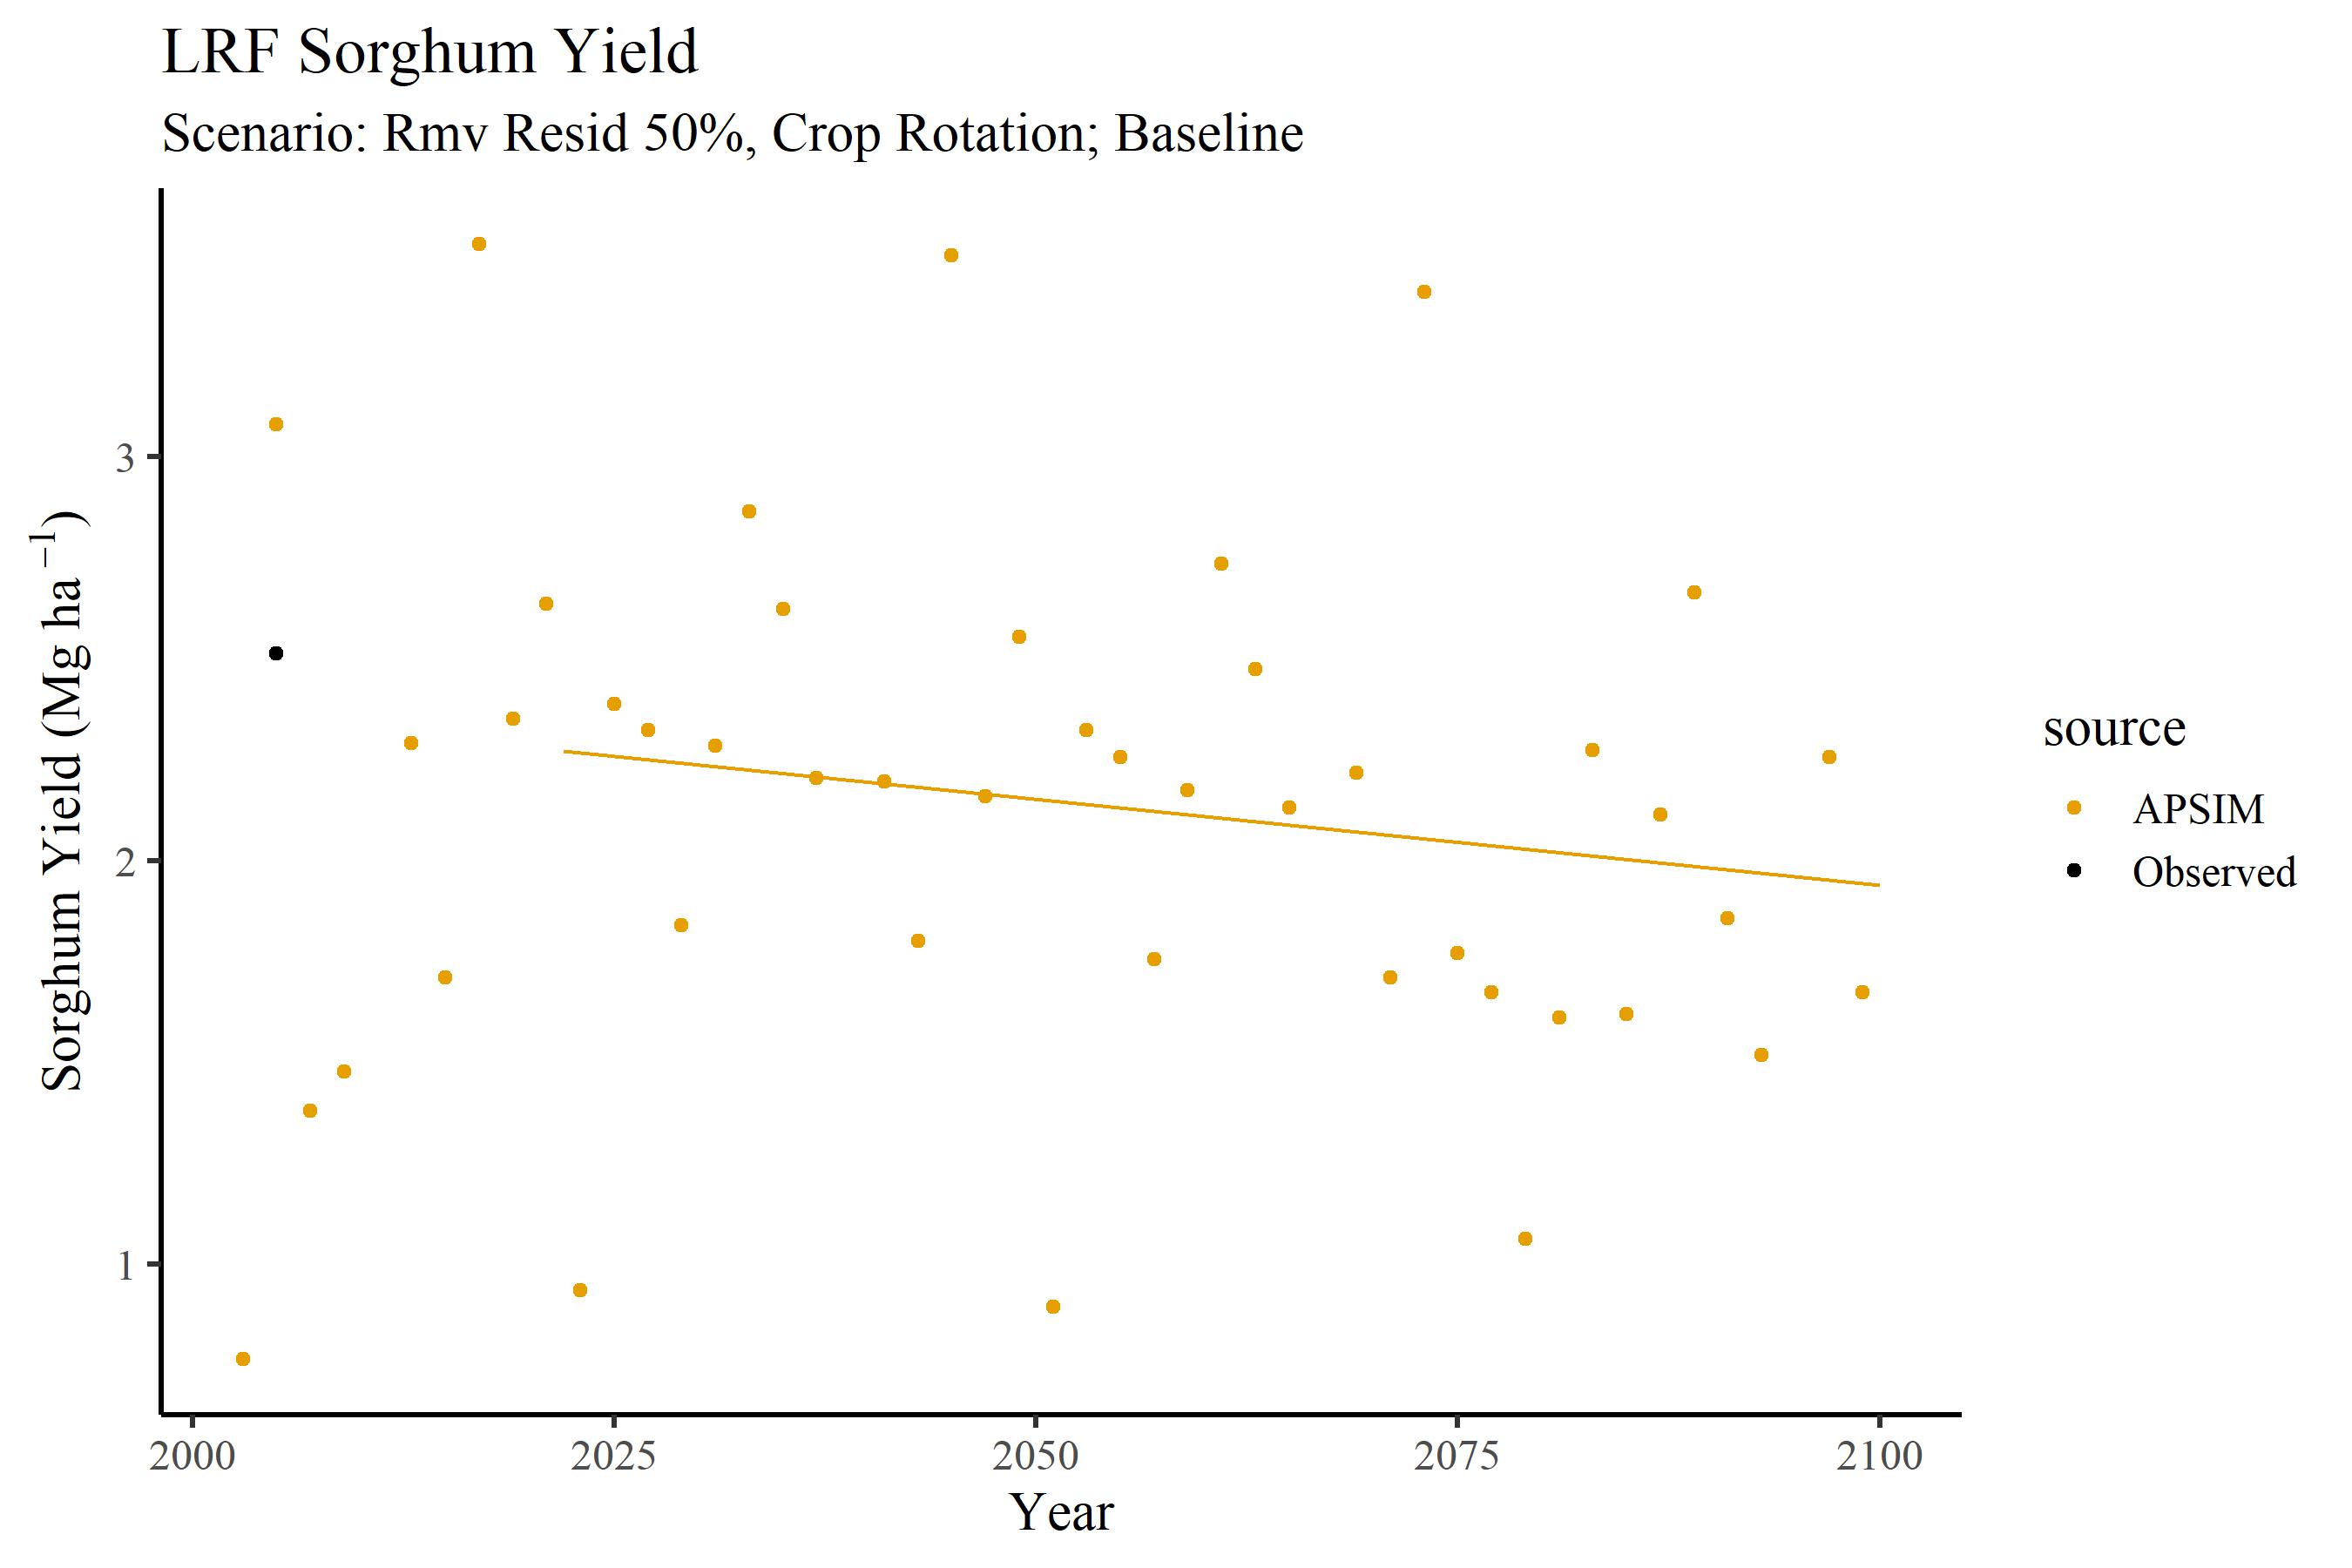 LRF Sorghum Yield
Scenario: Rmv Resid 50%, Crop Rotation; Baseline
Sorghum Yield (Mg ha⁻¹)
3
2
1
2000 2025 2050 2075 2100
Year
source
APSIM
Observed